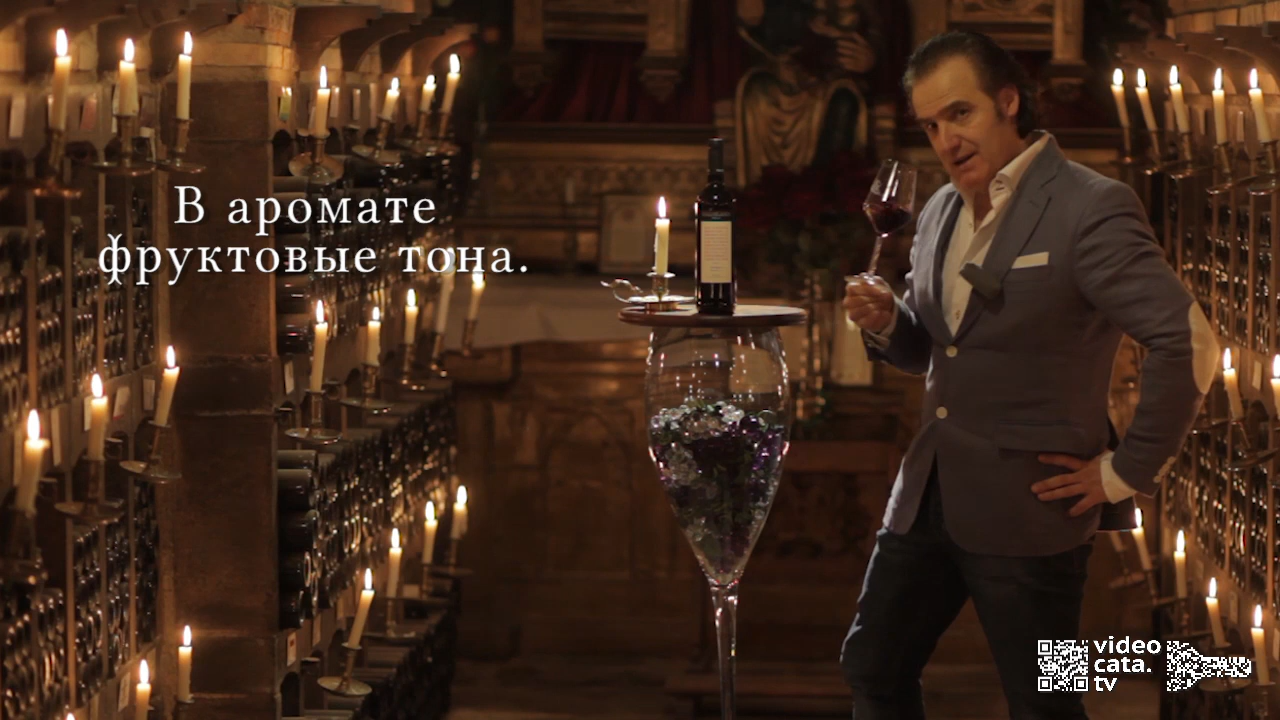 В аромате
фруктовые тона.
video
cata.
tv